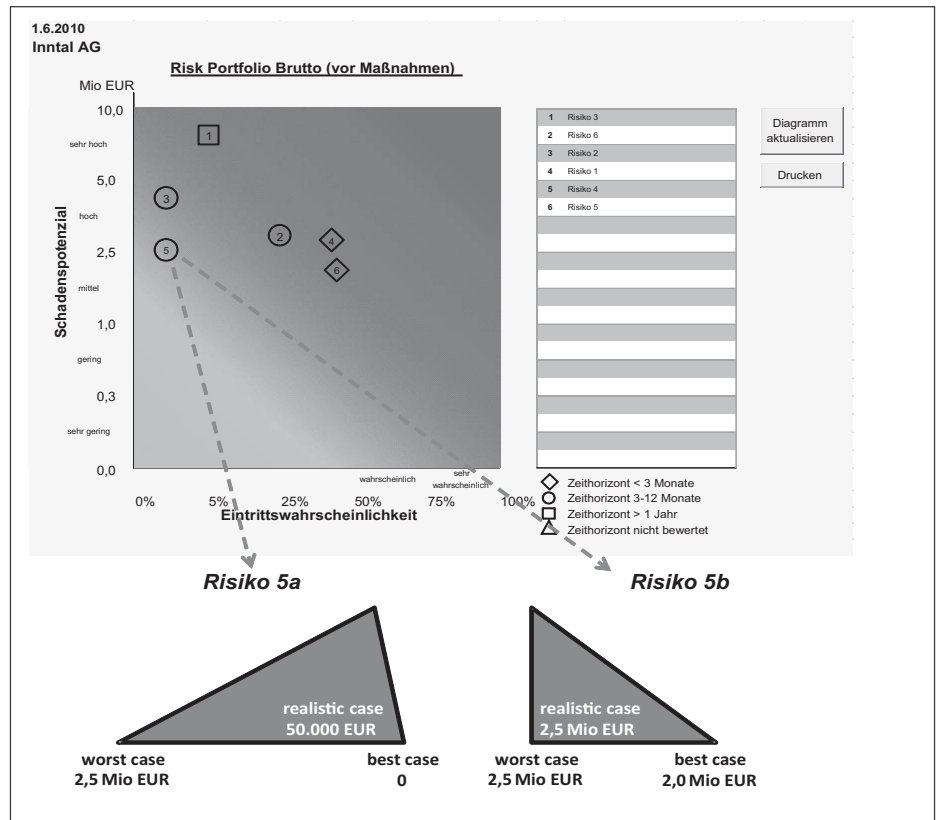 1.6.2010
Inntal AG
Risk Portfolio Brutto (vor Maßnahmen)
Mio EUR
10,0
sehr hoch
5,0
hoch
2,5
mittel
1,0
gering
0,3
sehr gering
0,0
Schadenspotenzial
1
3
2
4
5
6
wahrscheinlich
sehr
wahrscheinlich
0% 5% 25% 50% 75% 100%
Eintrittswahrscheinlichkeit
1 Risiko 3
2 Risiko 6
3 Risiko 2
4 Risiko 1
5 Risiko 4
6 Risiko 5
Diagramm
aktualisieren
Drucken
Zeithorizont < 3 Monate
Zeithorizont 3-12 Monate
Zeithorizont > 1 Jahr
Zeithorizont nicht bewertet
Risiko 5a
realistic case
50.000 EUR
worst case
2,5 Mio EUR
best case
0
Risiko 5b
realistic case
2,5 Mio EUR
worst case
2,5 Mio EUR
best case
2,0 Mio EUR